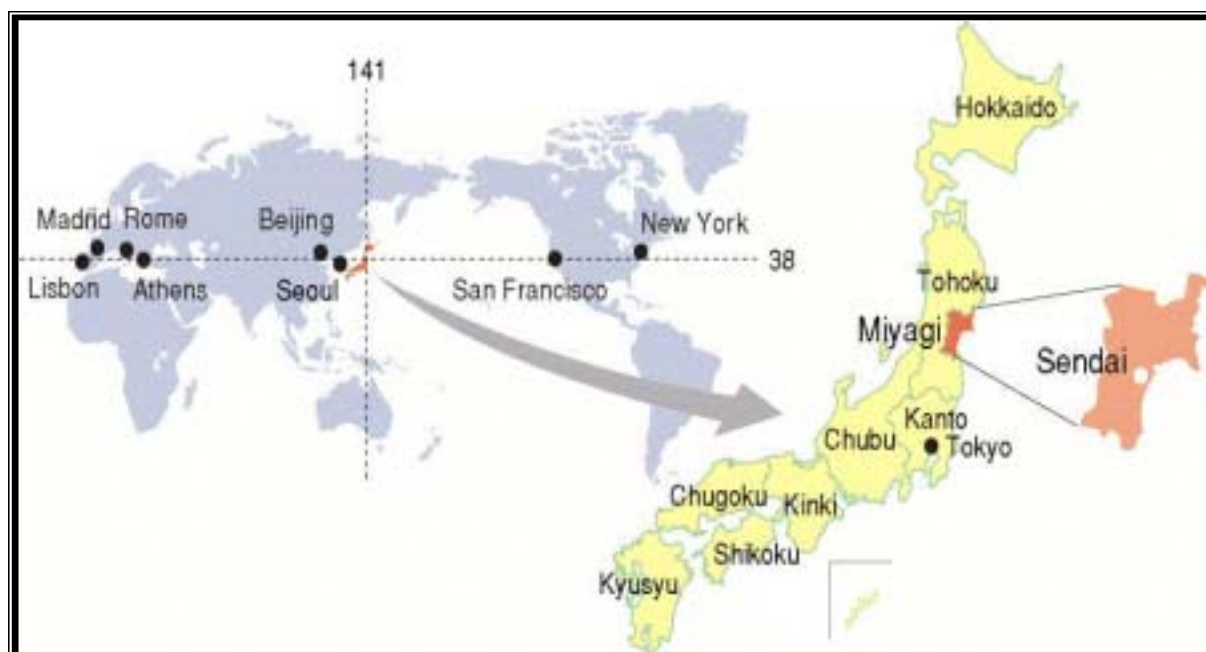 141
Hokkaido
Madrid Rome Beijing New York
38
Lisbon Athens Seoul San Francisco
Tohoku
Miyagi
Sendai
Kanto
Chubu Tokyo
Chugoku Kinki
Shikoku
Kyusyu